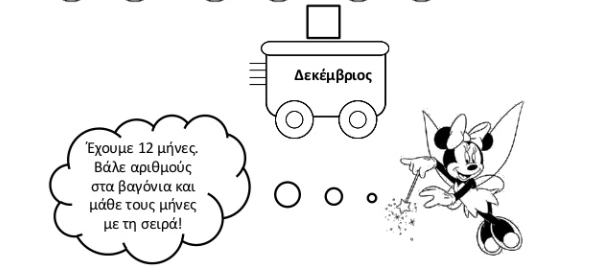 Δεκέμβριος
Έχουμε 12 μήνες.
Βάλε αριθμούς
στα βαγόνια και
μάθε τους μήνες
με τη σειρά!